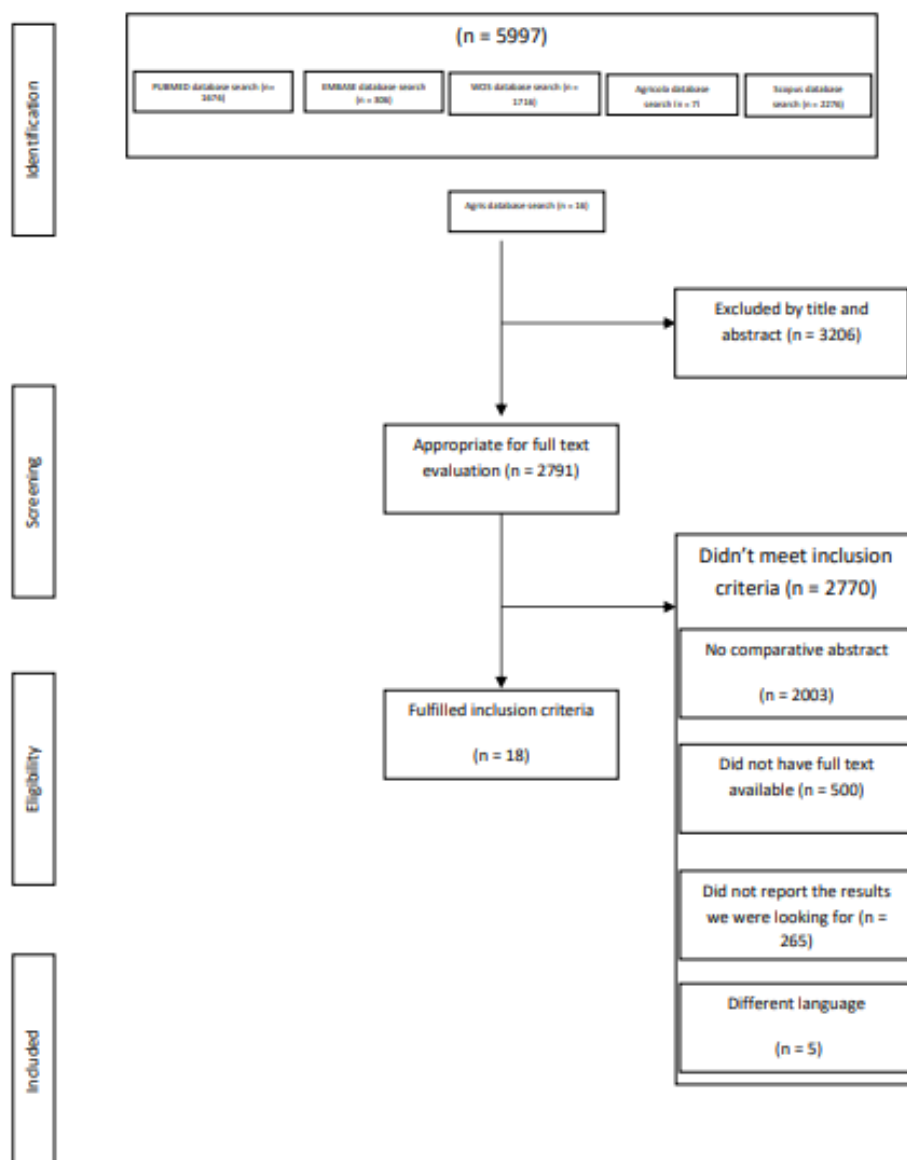 (n = 5997)
PUBMED database search (n=
1674)
EMBASE database search
(n = 306)
WOS database search (n =
1716)
Agricola database
search (n = 7)
Scopus database
search (n = 2276)
Agris database search (n = 18)
Identification
Excluded by title and
abstract (n = 3206)
Screening
Appropriate for full text
evaluation (n = 2791)
Didn’t meet inclusion
criteria (n = 2770)
No comparative abstract
(n = 2003)
Eligibility
Fulfilled inclusion criteria
(n = 18)
Did not have full text
available (n = 500)
Did not report the results
we were looking for (n =
265)
Included
Different language
(n = 5)